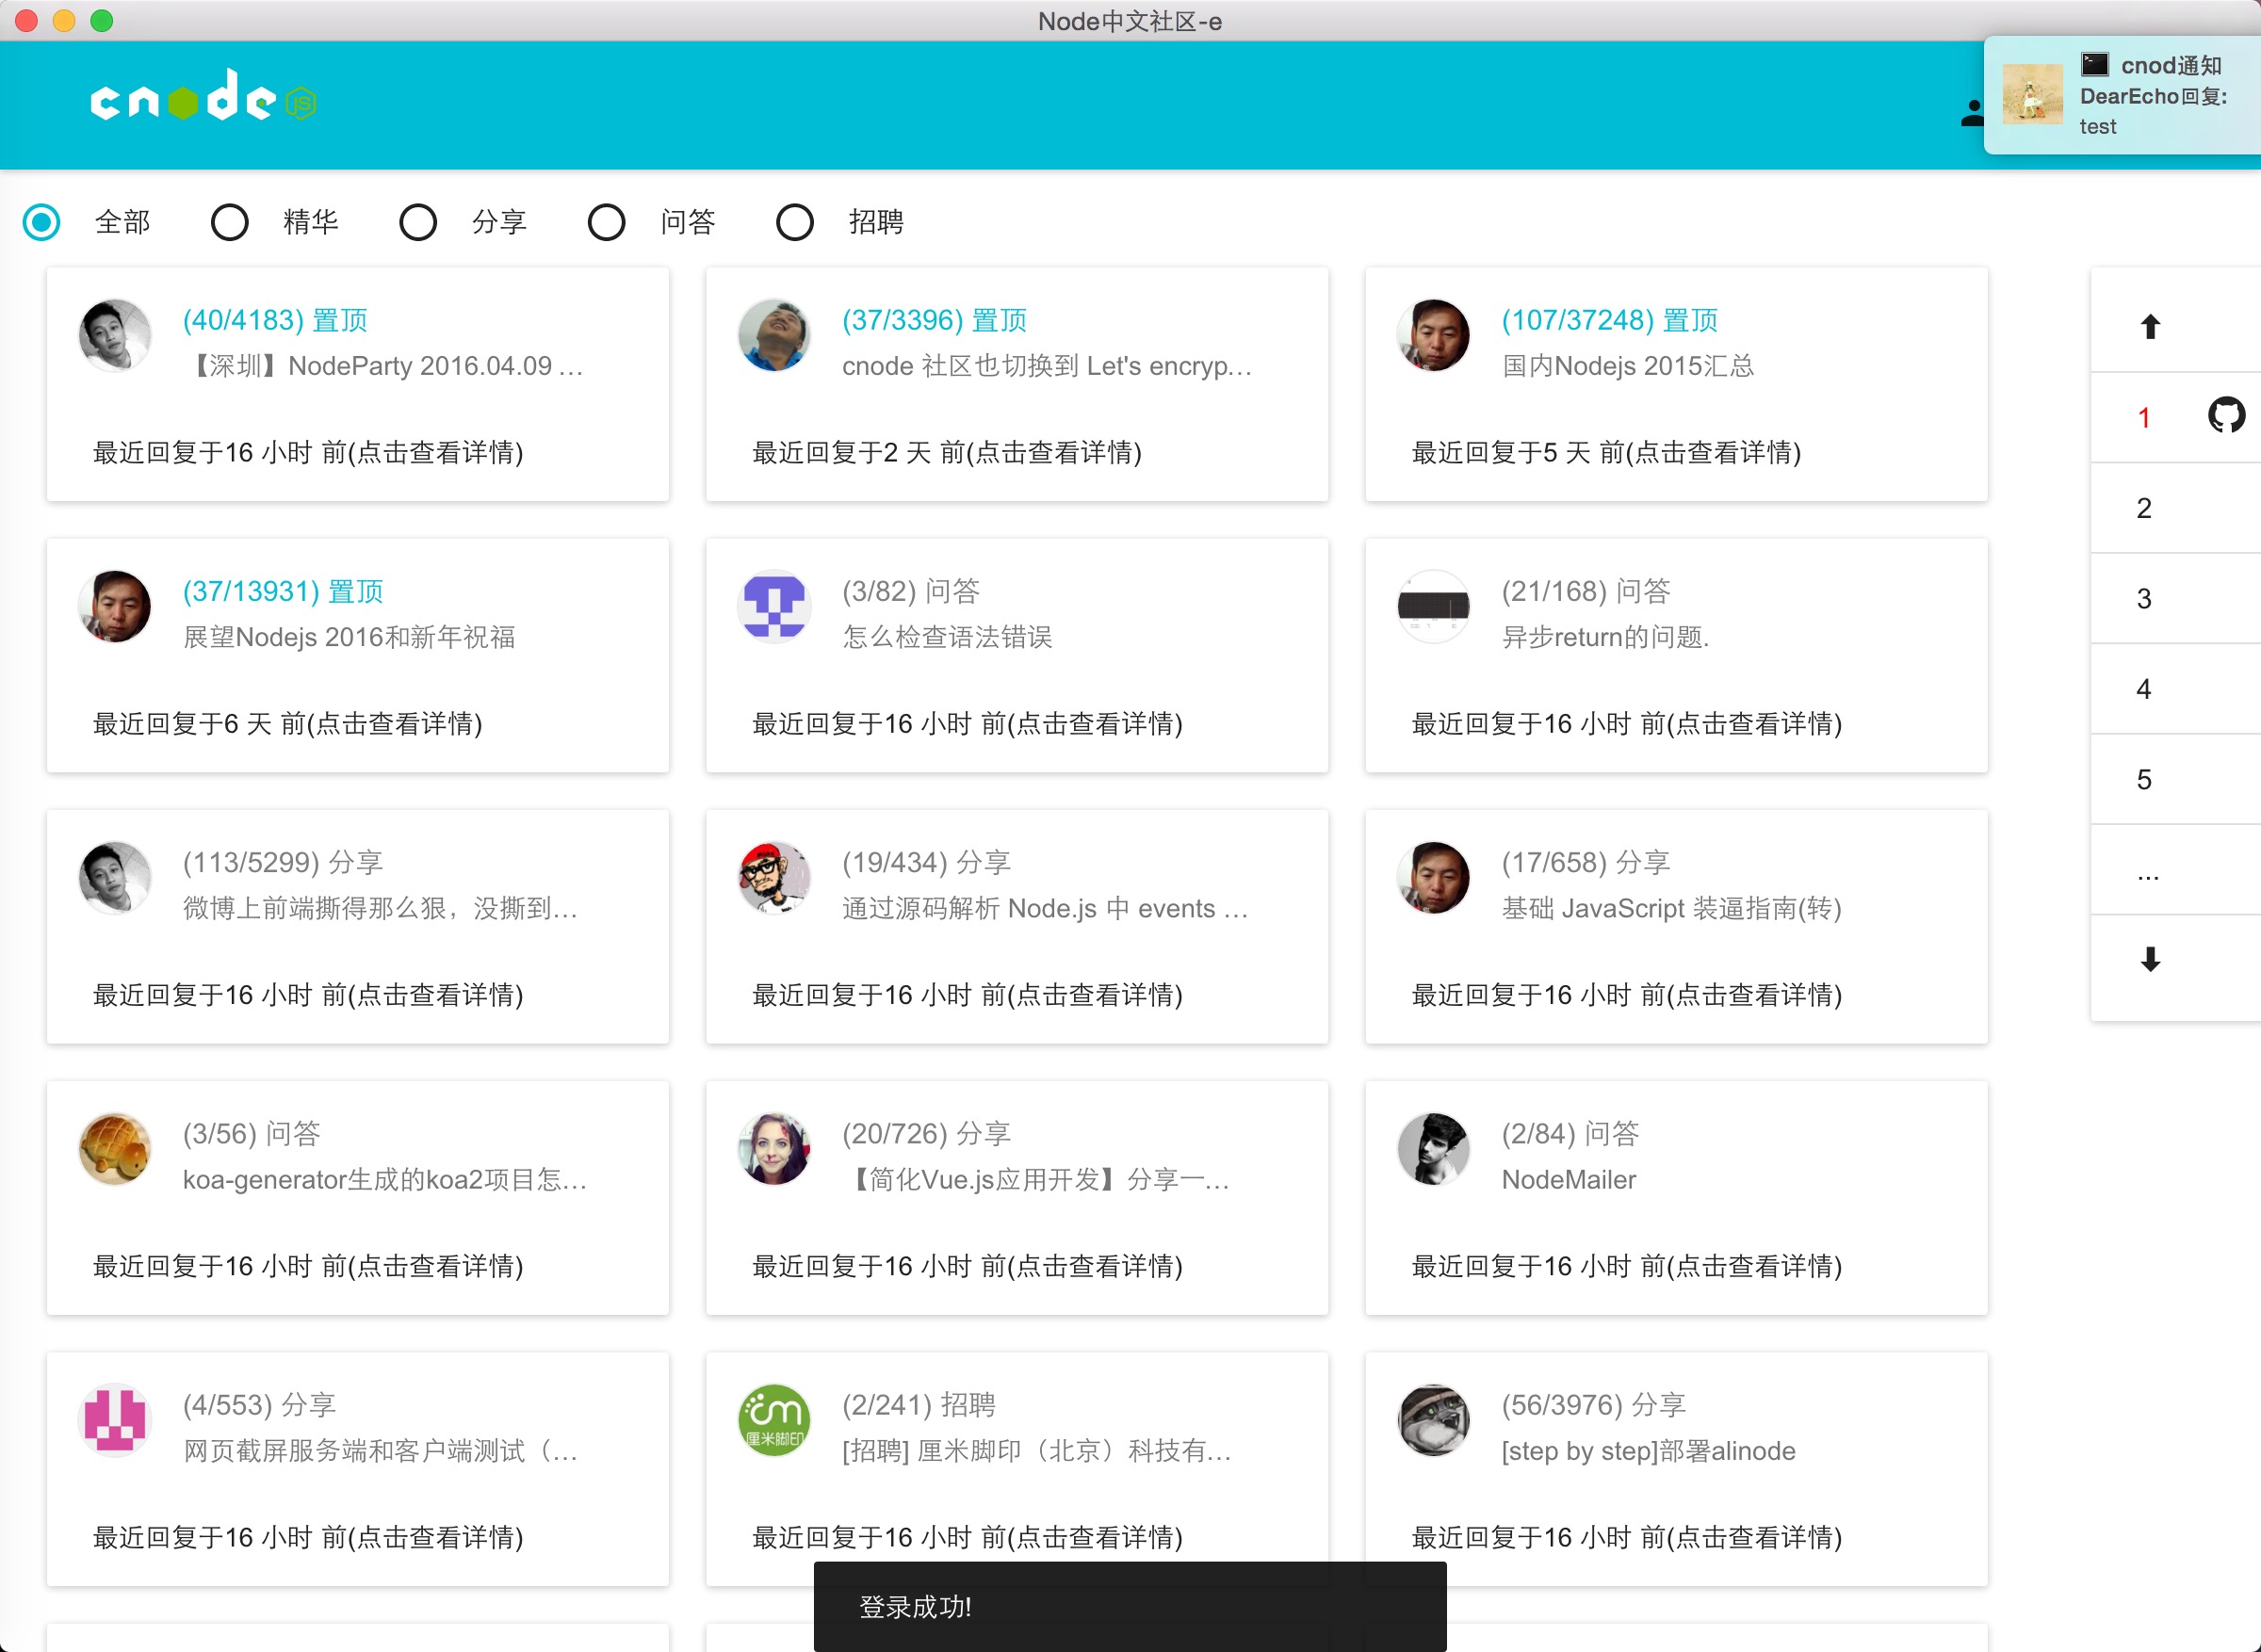 Node中文社区-e
cnode JS
cnod通知
DearEcho回复:
test
全部
精华
分享
问答
招聘
(40/4183) 置顶
【深圳】NodeParty 2016.04.09 ...
最近回复于16 小时 前(点击查看详情)
(37/3396) 置顶
cnode 社区也切换到 Let's encryp...
最近回复于2 天 前(点击查看详情)
(107/37248) 置顶
国内Nodejs 2015汇总
最近回复于5 天 前(点击查看详情)
(37/13931) 置顶
展望Nodejs 2016和新年祝福
最近回复于6 天 前(点击查看详情)
(3/82) 问答
怎么检查语法错误
最近回复于16 小时 前(点击查看详情)
(21/168) 问答
异步return的问题.
最近回复于16 小时 前(点击查看详情)
(113/5299) 分享
微博上前端撕得那么狠，没撕到...
最近回复于16 小时 前(点击查看详情)
(19/434) 分享
通过源码解析 Node.js 中 events ...
最近回复于16 小时 前(点击查看详情)
(17/658) 分享
基础 JavaScript 装逼指南(转)
最近回复于16 小时 前(点击查看详情)
(3/56) 问答
koa-generator生成的koa2项目怎...
最近回复于16 小时 前(点击查看详情)
(20/726) 分享
【简化Vue.js应用开发】分享一...
最近回复于16 小时 前(点击查看详情)
(2/84) 问答
NodeMailer
最近回复于16 小时 前(点击查看详情)
(4/553) 分享
网页截屏服务端和客户端测试（...
最近回复于16 小时 前(点击查看详情)
厘米脚印
(2/241) 招聘
[招聘] 厘米脚印（北京）科技有...
最近回复于16 小时 前(点击查看详情)
(56/3976) 分享
[step by step]部署alinode
最近回复于16 小时 前(点击查看详情)
1
2
3
4
5
...
登录成功!